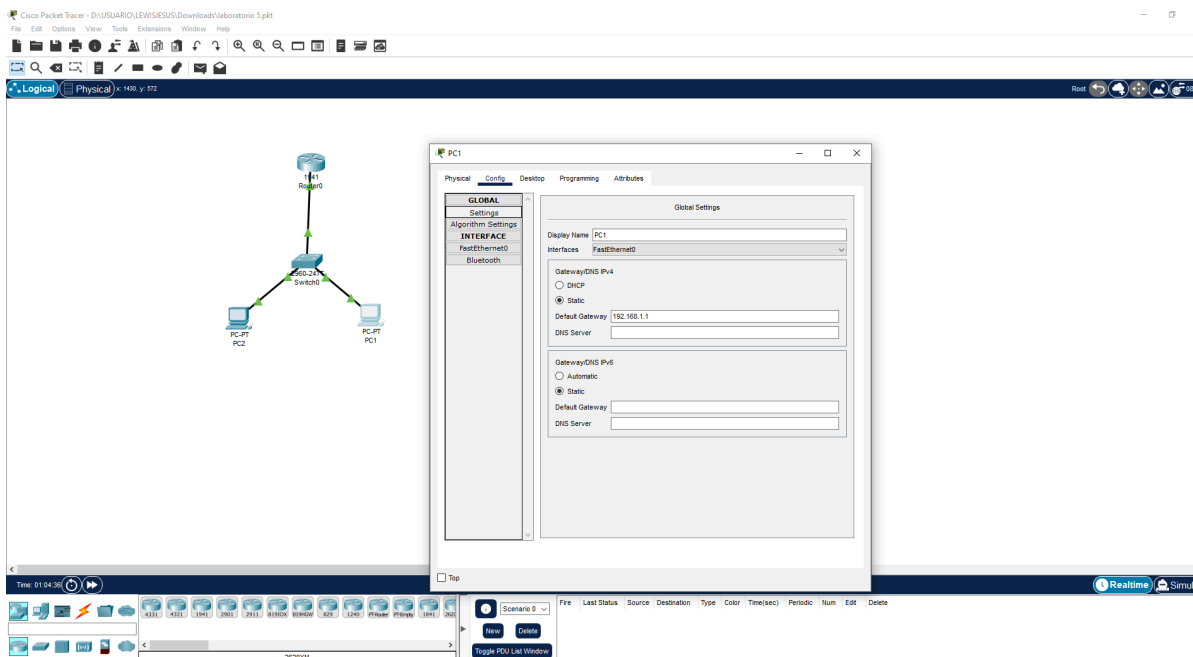 Cisco Packet Tracer - D:\USUARIO\LEWISJESUS\Downloads\laboratorio 5.pkt
File Edit Options View Tools Extensions Window Help
Logical Physical x: 1430, y: 572
Root
PC1
Physical Config Desktop Programming Attributes
GLOBAL
Settings
Algorithm Settings
INTERFACE
FastEthernet0
Bluetooth
Global Settings
Display Name PC1
Interfaces FastEthernet0
Gateway/DNS IPv4
DHCP
Static
Default Gateway 192.168.1.1
DNS Server
Gateway/DNS IPv6
Automatic
Static
Default Gateway
DNS Server
Top
1941
Router0
2960-24TT
Switch0
PC-PT
PC2
PC-PT
PC1
Time: 01:04:36
Realtime Simul
4331 4321 1941 2901 2911 819IOX 819HGW 829 1240 PT-Router PT-Empty 1841 2620
Scenario 0
New Delete
Toggle PDU List Window
Fire Last Status Source Destination Type Color Time(sec) Periodic Num Edit Delete